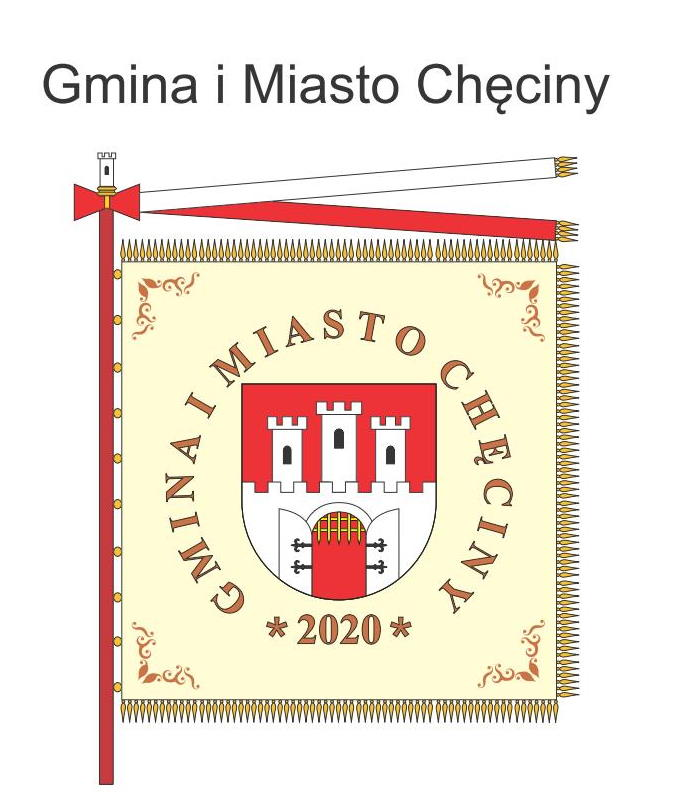 Gmina i Miasto Chęciny
GMINA I MIASTO CHĘCINY
* 2020 *